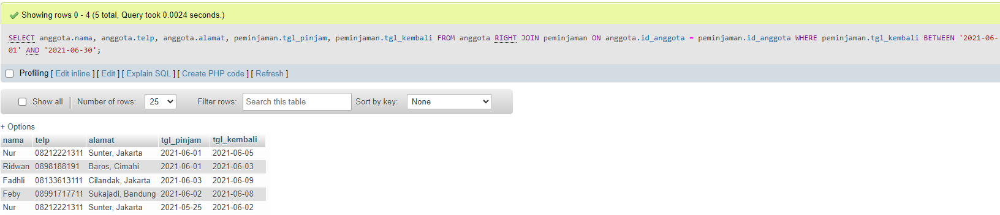 Showing rows 0 - 4 (5 total, Query took 0.0024 seconds.)
SELECT anggota.nama, anggota.telp, anggota.alamat, peminjaman.tgl_pinjam, peminjaman.tgl_kembali FROM anggota RIGHT JOIN peminjaman ON anggota.id_anggota = peminjaman.id_anggota WHERE peminjaman.tgl_kembali BETWEEN '2021-06-
01' AND '2021-06-30';
Profiling [ Edit inline ] [ Edit ] [ Explain SQL ] [ Create PHP code ] [ Refresh ]
Show all | Number of rows: 25 Filter rows: Search this table Sort by key: None
+ Options
nama telp alamat tgl_pinjam tgl_kembali
Nur 08212221311 Sunter, Jakarta 2021-06-01 2021-06-05
Ridwan 0898188191 Baros, Cimahi 2021-06-01 2021-06-03
Fadhli 08133613111 Cilandak, Jakarta 2021-06-03 2021-06-09
Feby 08991717711 Sukajadi, Bandung 2021-06-02 2021-06-08
Nur 08212221311 Sunter, Jakarta 2021-05-25 2021-06-02